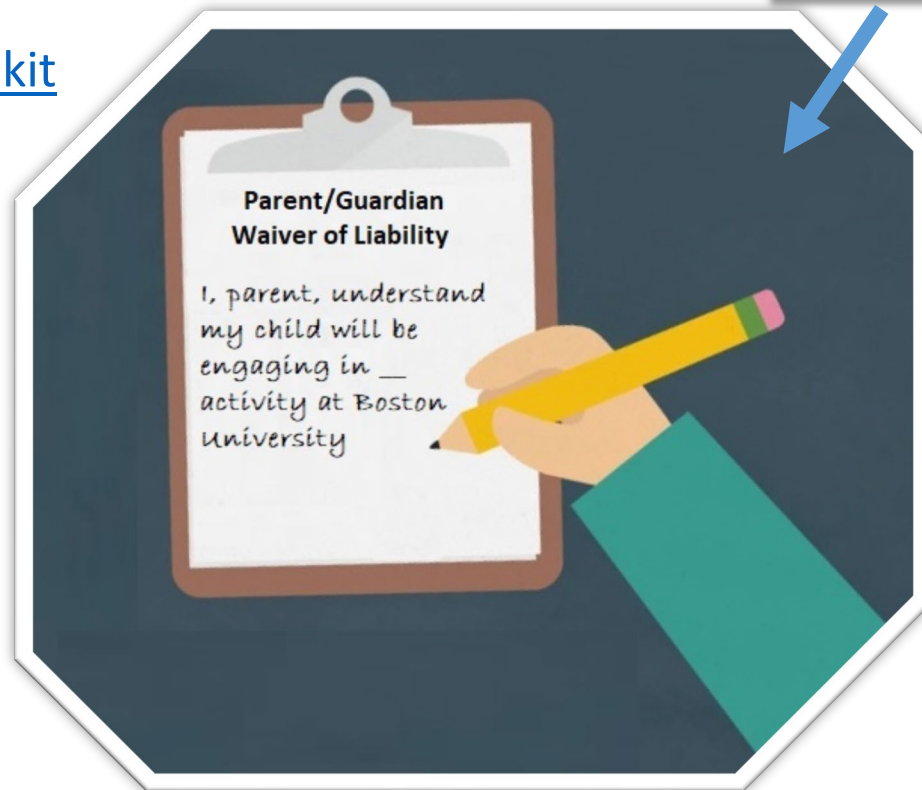 kit
Parent/Guardian
Waiver of Liability
I, parent, understand
my child will be
engaging in __
activity at Boston
University